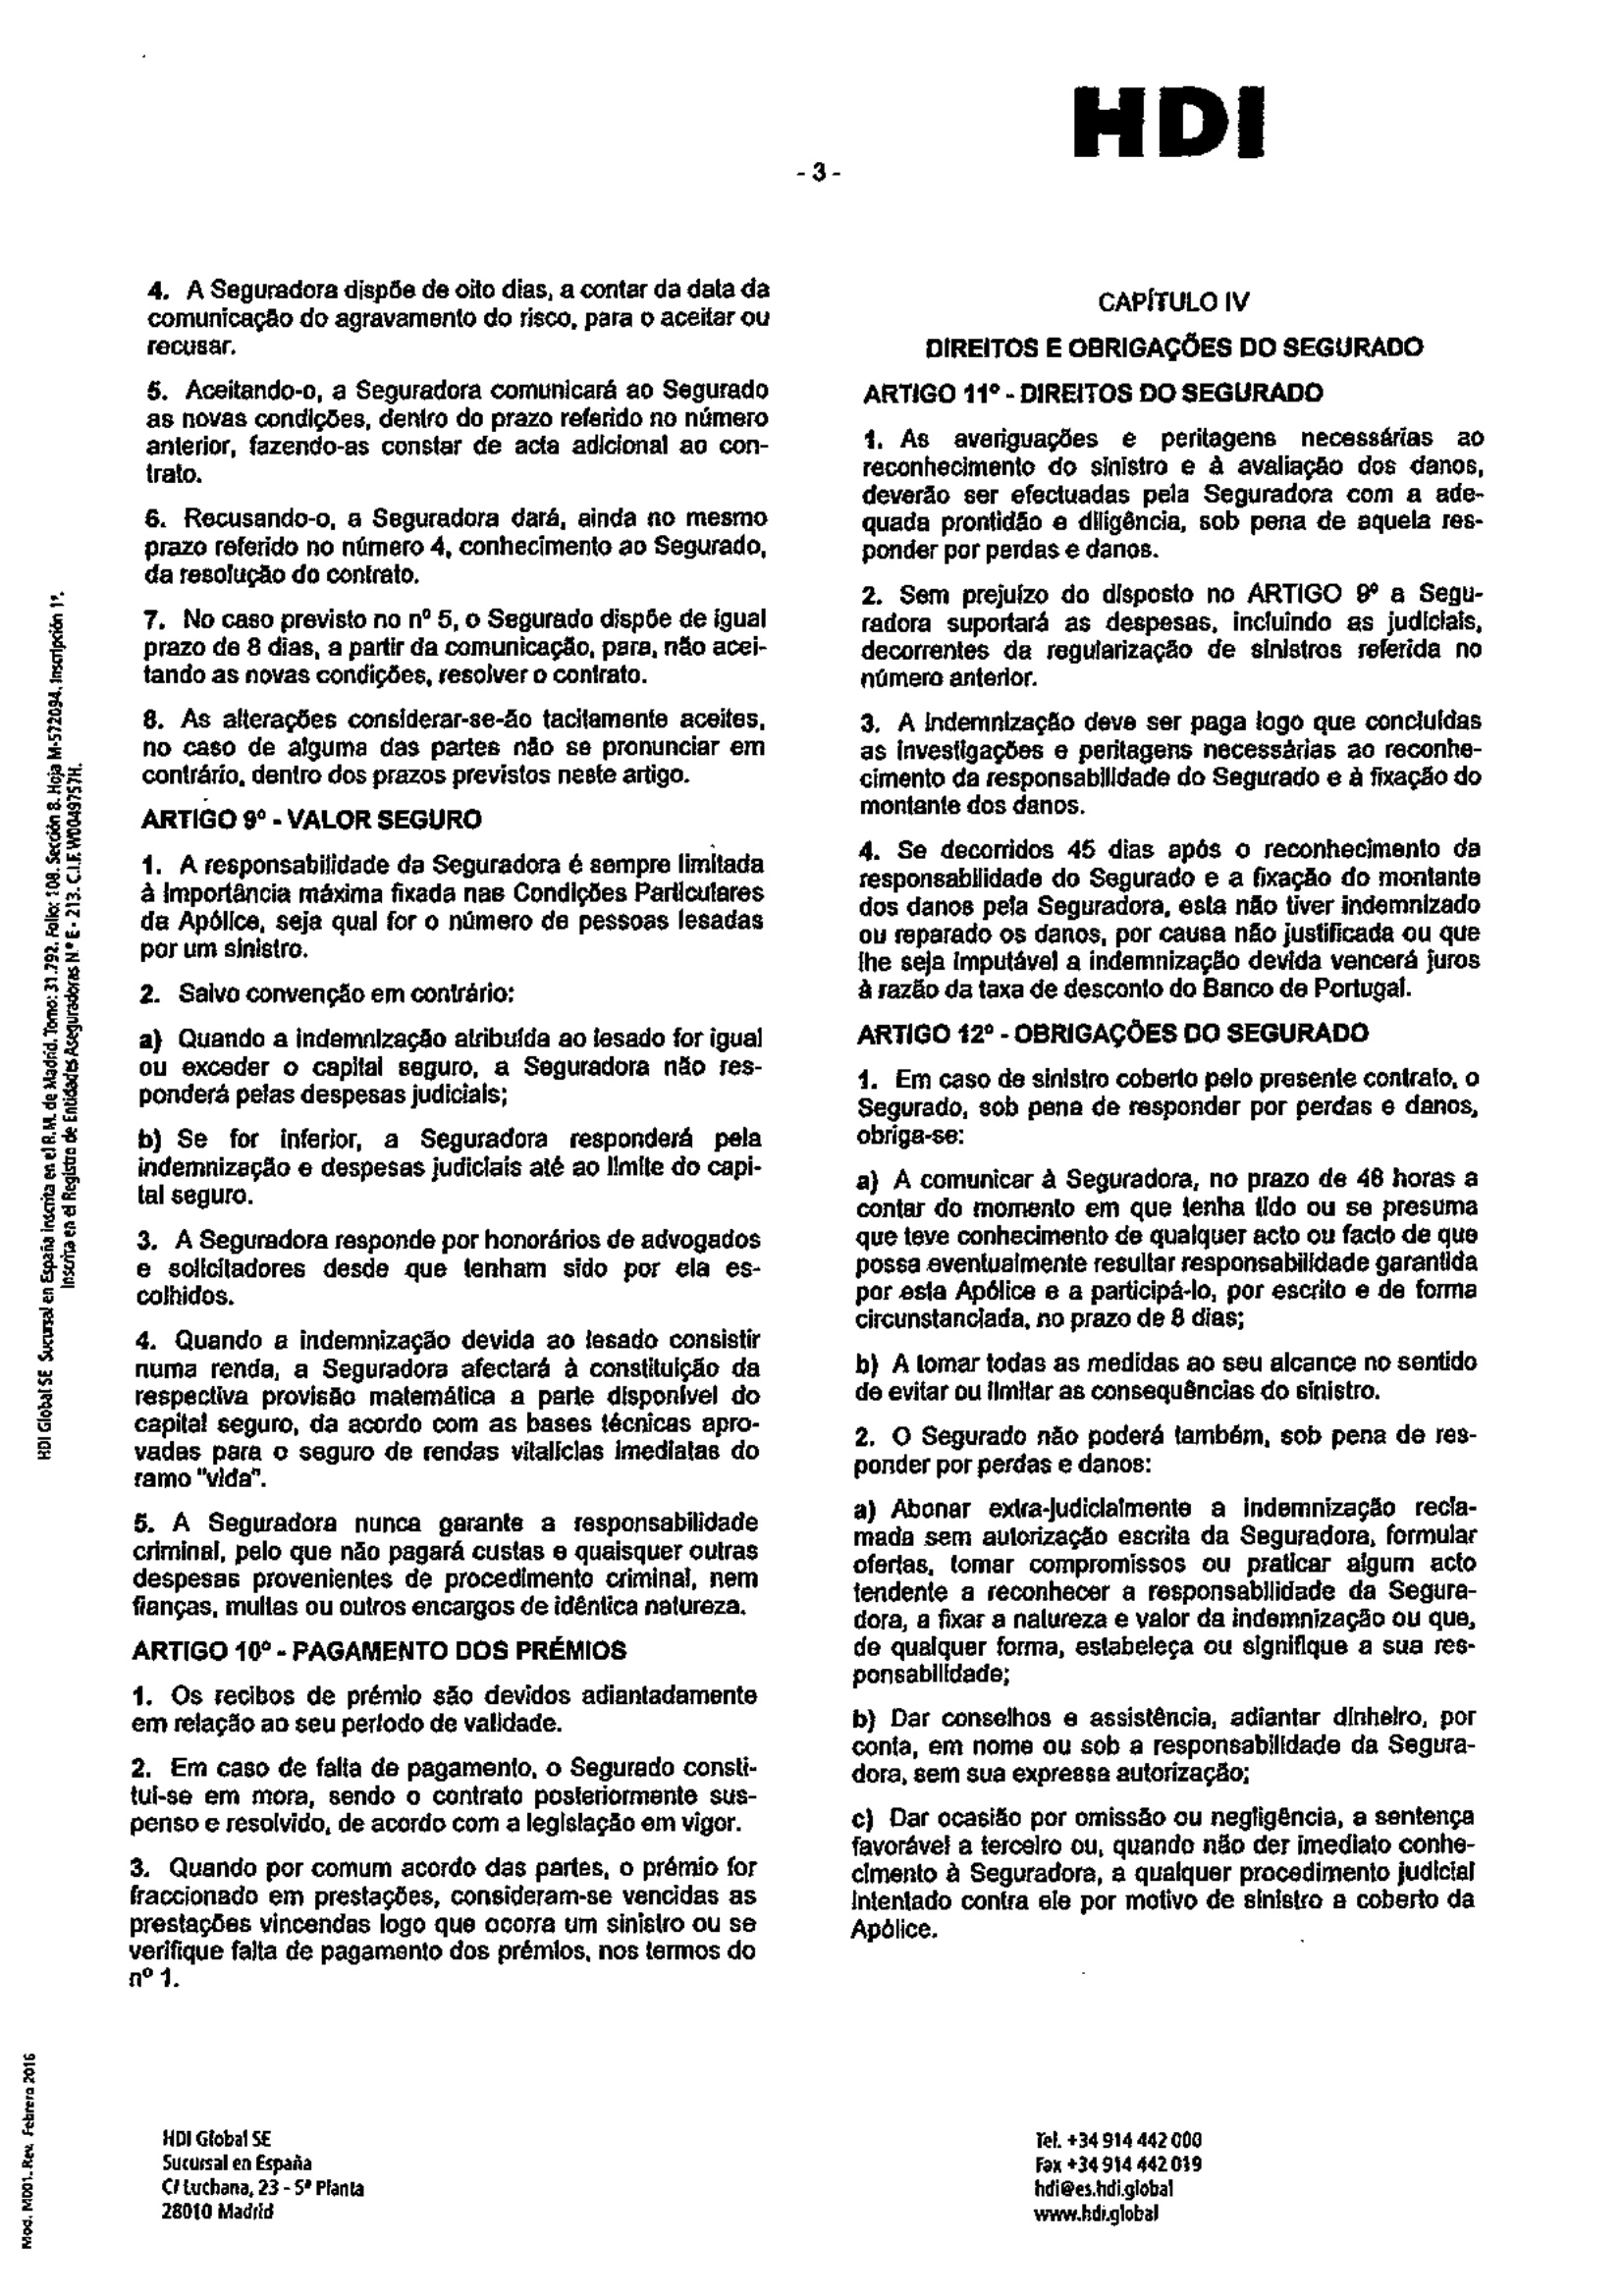 HDI
- 3 -
4. A Seguradora dispõe de oito dias, a contar da data da
comunicação do agravamento do risco, para o aceitar ou
recusar.
5. Aceitando-o, a Seguradora comunicará ao Segurado
as novas condições, dentro do prazo referido no número
anterior, fazendo-as constar de acta adicional ao con-
trato.
6. Recusando-o, a Seguradora dará, ainda no mesmo
prazo referido no número 4, conhecimento ao Segurado,
da resolução do contrato.
7. No caso previsto no nº 5, o Segurado dispõe de igual
prazo de 8 dias, a partir da comunicação, para, não acei-
tando as novas condições, resolver o contrato.
8. As alterações considerar-se-ão tacitamente aceites,
no caso de alguma das partes não se pronunciar em
contrário, dentro dos prazos previstos neste artigo.
ARTIGO 9º - VALOR SEGURO
1. A responsabilidade da Seguradora é sempre limitada
à importância máxima fixada nas Condições Particulares
da Apólice, seja qual for o número de pessoas lesadas
por um sinistro.
2. Salvo convenção em contrário:
a) Quando a indemnização atribuída ao lesado for igual
ou exceder o capital seguro, a Seguradora não res-
ponderá pelas despesas judiciais;
b) Se for inferior, a Seguradora responderá pela
indemnização e despesas judiciais até ao limite do capi-
tal seguro.
3. A Seguradora responde por honorários de advogados
e solicitadores desde que tenham sido por ela es-
colhidos.
4. Quando a indemnização devida ao lesado consistir
numa renda, a Seguradora afectará à constituição da
respectiva provisão matemática a parte disponível do
capital seguro, da acordo com as bases técnicas apro-
vadas para o seguro de rendas vitalícias imediatas do
ramo "vida".
5. A Seguradora nunca garante a responsabilidade
criminal, pelo que não pagará custas e quaisquer outras
despesas provenientes de procedimento criminal, nem
fianças, multas ou outros encargos de idêntica natureza.
ARTIGO 10º - PAGAMENTO DOS PRÉMIOS
1. Os recibos de prémio são devidos adiantadamente
em relação ao seu período de validade.
2. Em caso de falta de pagamento, o Segurado consti-
tui-se em mora, sendo o contrato posteriormente sus-
penso e resolvido, de acordo com a legislação em vigor.
3. Quando por comum acordo das partes, o prémio for
fraccionado em prestações, consideram-se vencidas as
prestações vincendas logo que ocorra um sinistro ou se
verifique falta de pagamento dos prémios, nos termos do
nº 1.
CAPÍTULO IV
DIREITOS E OBRIGAÇÕES DO SEGURADO
ARTIGO 11º - DIREITOS DO SEGURADO
1. As averiguações e peritagens necessárias ao
reconhecimento do sinistro e à avaliação dos danos,
deverão ser efectuadas pela Seguradora com a ade-
quada prontidão e diligência, sob pena de aquela res-
ponder por perdas e danos.
2. Sem prejuízo do disposto no ARTIGO 9º a Segu-
radora suportará as despesas, incluindo as judiciais,
decorrentes da regularização de sinistros referida no
número anterior.
3. A indemnização deve ser paga logo que concluídas
as investigações e peritagens necessárias ao reconhe-
cimento da responsabilidade do Segurado e à fixação do
montante dos danos.
4. Se decorridos 45 dias após o reconhecimento da
responsabilidade do Segurado e a fixação do montante
dos danos pela Seguradora, esta não tiver indemnizado
ou reparado os danos, por causa não justificada ou que
lhe seja imputável a indemnização devida vencerá juros
à razão da taxa de desconto do Banco de Portugal.
ARTIGO 12º - OBRIGAÇÕES DO SEGURADO
1. Em caso de sinistro coberto pelo presente contrato, o
Segurado, sob pena de responder por perdas e danos,
obriga-se:
a) A comunicar à Seguradora, no prazo de 48 horas a
contar do momento em que tenha tido ou se presuma
que teve conhecimento de qualquer acto ou facto de que
possa eventualmente resultar responsabilidade garantida
por esta Apólice e a participá-lo, por escrito e de forma
circunstanciada, no prazo de 8 dias;
b) A tomar todas as medidas ao seu alcance no sentido
de evitar ou limitar as consequências do sinistro.
2. O Segurado não poderá também, sob pena de res-
ponder por perdas e danos:
a) Abonar extra-judicialmente a indemnização recla-
mada sem autorização escrita da Seguradora, formular
ofertas, tomar compromissos ou praticar algum acto
tendente a reconhecer a responsabilidade da Segura-
dora, a fixar a natureza e valor da indemnização ou que,
de qualquer forma, estabeleça ou signifique a sua res-
ponsabilidade;
b) Dar conselhos e assistência, adiantar dinheiro, por
conta, em nome ou sob a responsabilidade da Segura-
dora, sem sua expressa autorização;
c) Dar ocasião por omissão ou negligência, a sentença
favorável a terceiro ou, quando não der imediato conhe-
cimento à Seguradora, a qualquer procedimento judicial
intentado contra ele por motivo de sinistro a coberto da
Apólice.
HDI Global SE Sucursal en España inscrita en el R.M. de Madrid. Tomo: 31.792. Folio: 108. Sección 8. Hoja M-572094. Inscripción 1ª.
Inscrita en el Registro de Entidades Aseguradoras N.º E - 213. C.I.F. W0049757H.
Mod. M001. Rev. Febrero 2016
HDI Global SE
Sucursal en España
C/ Luchana, 23 - 5ª Planta
28010 Madrid
Tel. +34 914 442 000
Fax +34 914 442 019
hdi@es.hdi.global
www.hdi.global